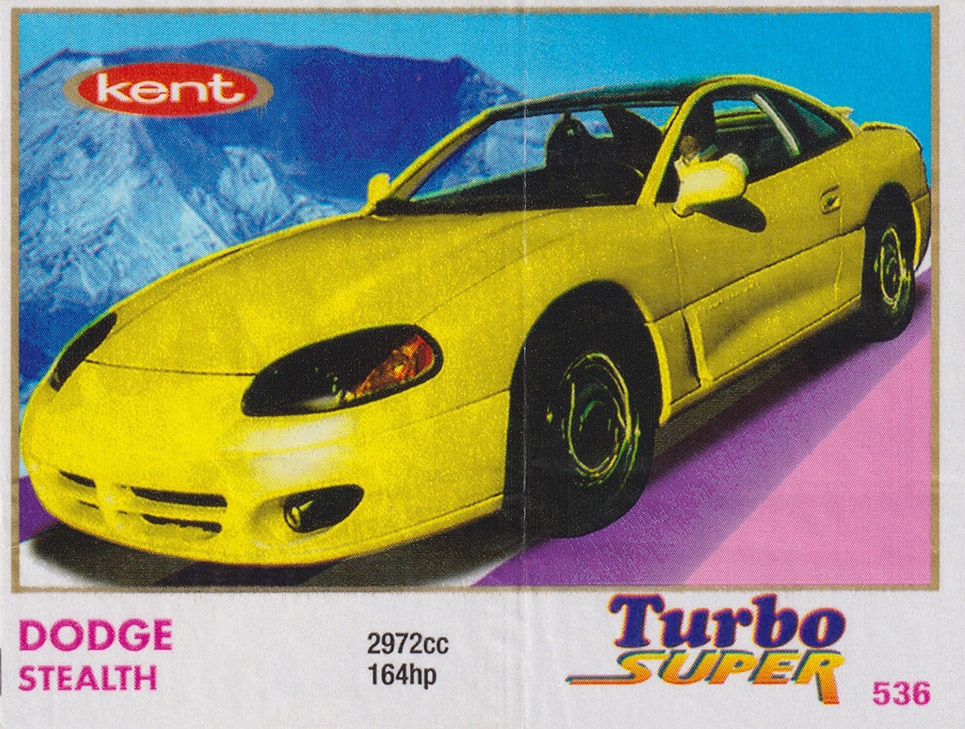 kent
DODGE
STEALTH
2972cc
164hp
Turbo
SUPER
536